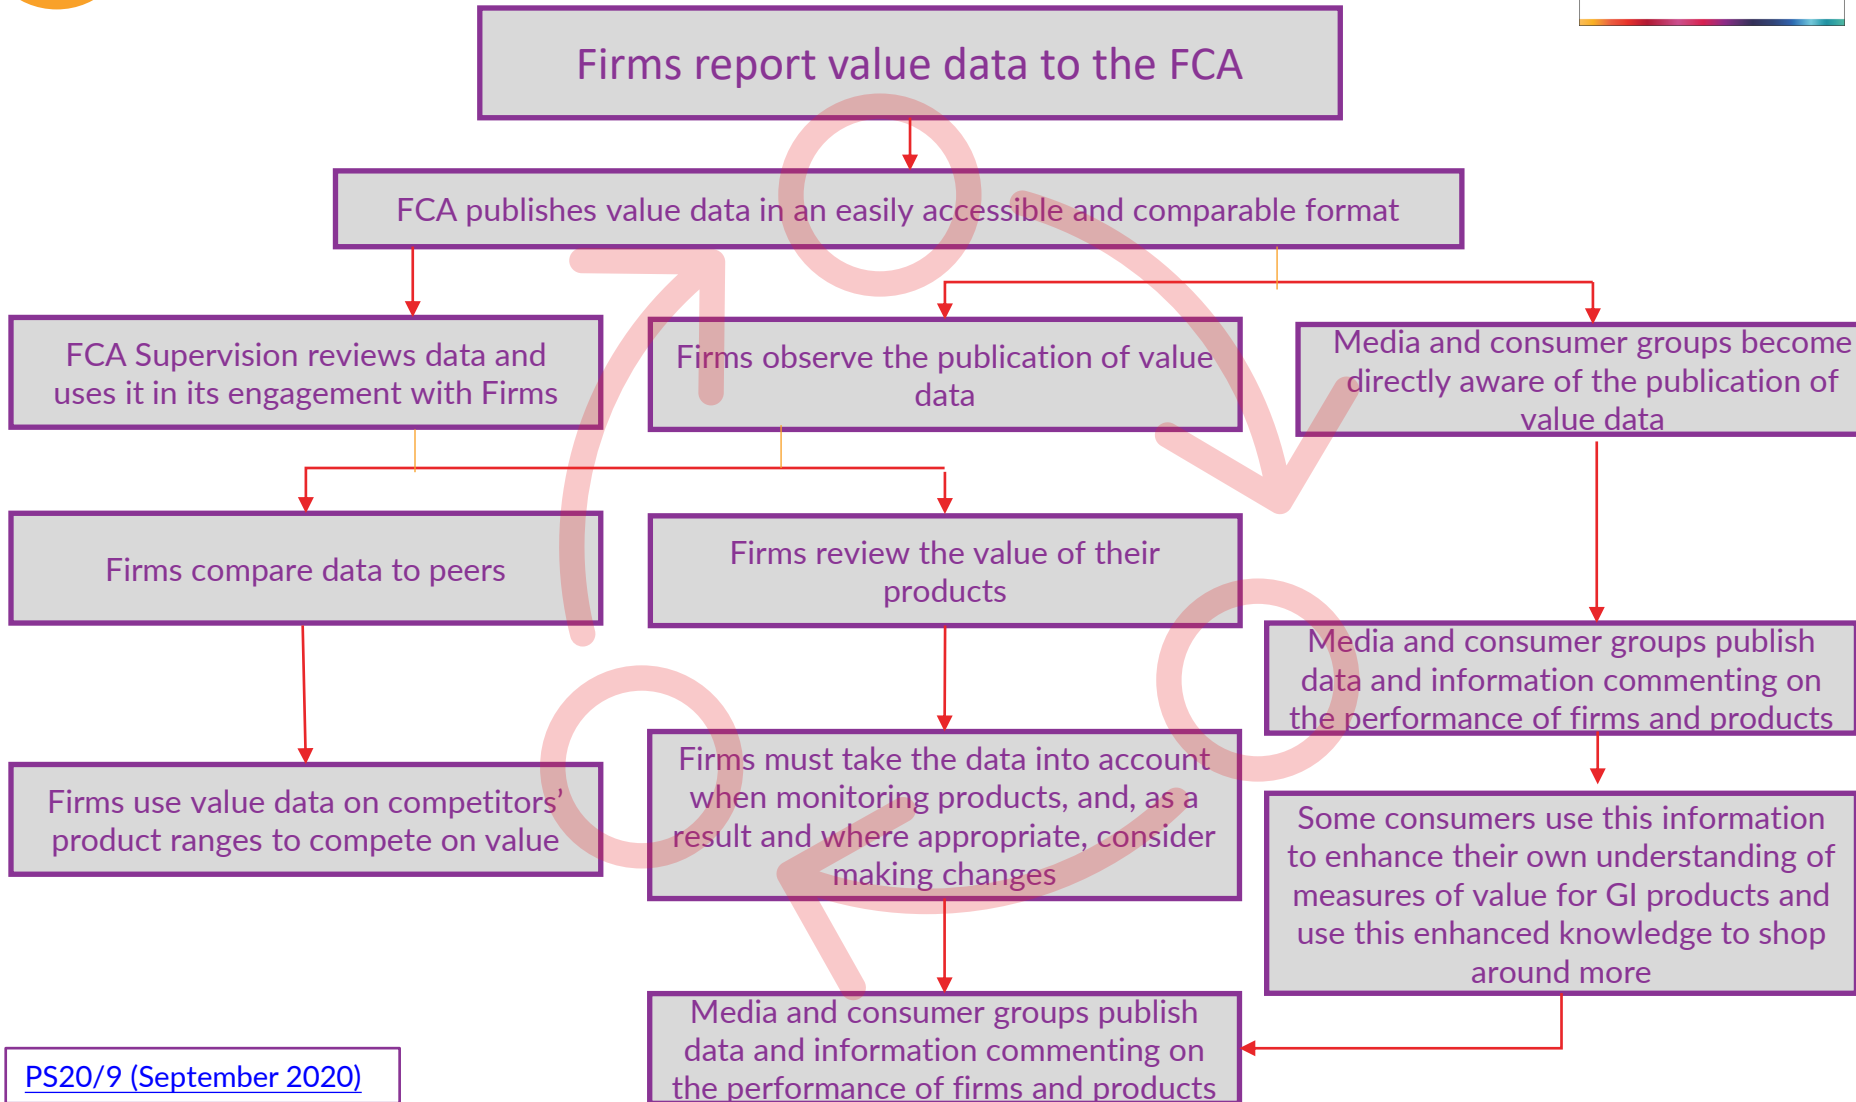 Firms report value data to the FCA
FCA publishes value data in an easily accessible and comparable format
FCA Supervision reviews data and
uses it in its engagement with Firms
Firms observe the publication of value
data
Media and consumer groups become
directly aware of the publication of
value data
Firms compare data to peers
Firms review the value of their
products
Media and consumer groups publish
data and information commenting on
the performance of firms and products
Firms use value data on competitors’
product ranges to compete on value
Firms must take the data into account
when monitoring products, and, as a
result and where appropriate, consider
making changes
Some consumers use this information
to enhance their own understanding of
measures of value for GI products and
use this enhanced knowledge to shop
around more
Media and consumer groups publish
data and information commenting on
the performance of firms and products
PS20/9 (September 2020)